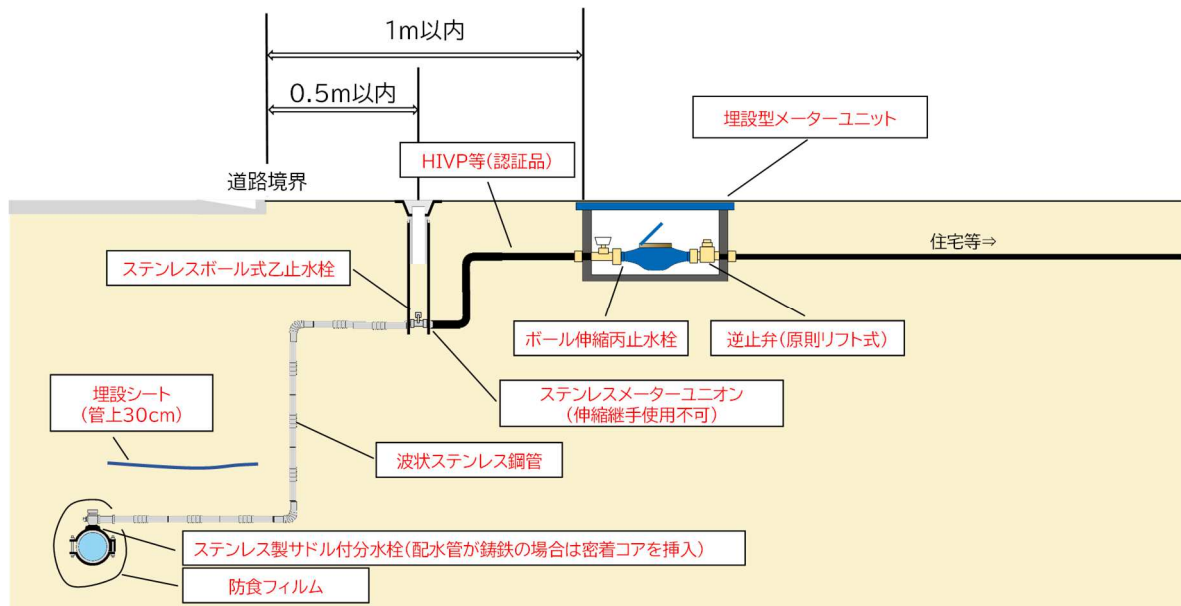 1m以内
0.5m以内
埋設型メーターユニット
HIVP等(認証品)
道路境界
住宅等⇒
ステンレスボール式乙止水栓
ボール伸縮丙止水栓
逆止弁(原則リフト式)
埋設シート
(管上30cm)
ステンレスメーターユニオン
(伸縮継手使用不可)
波状ステンレス鋼管
ステンレス製サドル付分水栓(配水管が鋳鉄の場合は密着コアを挿入)
防食フィルム